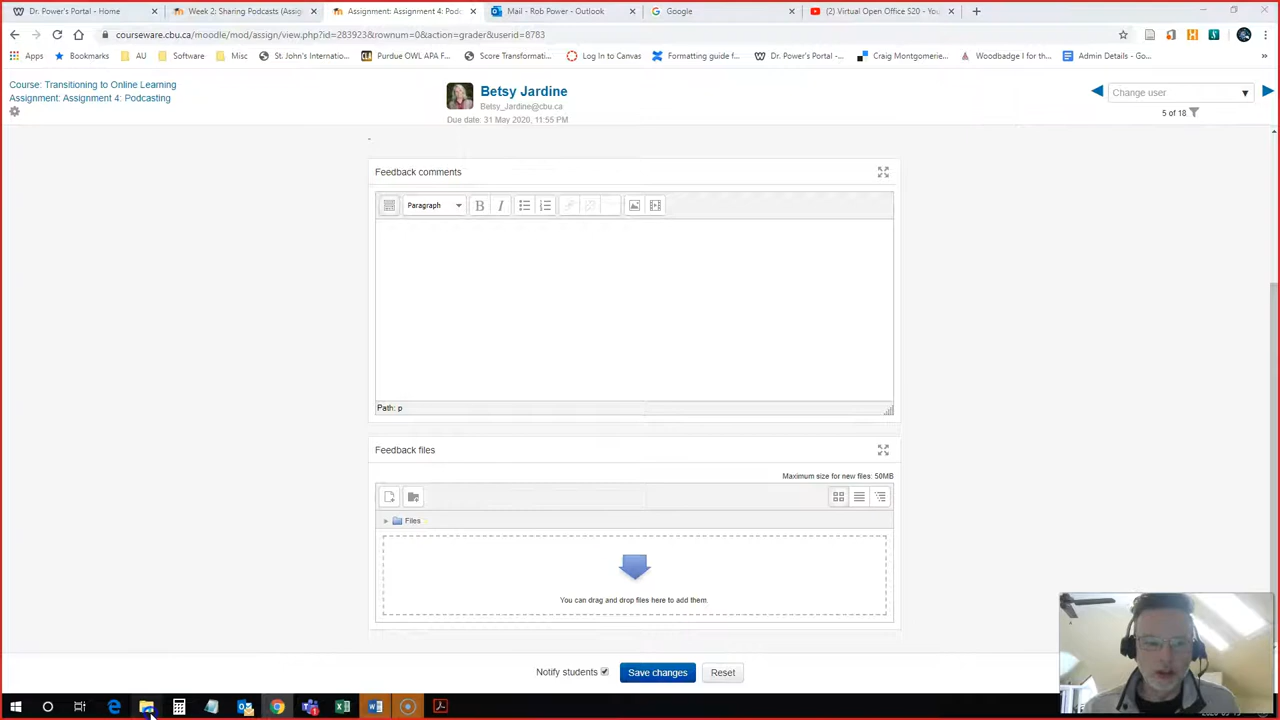 Dr. Power's Portal - Home
Week 2: Sharing Podcasts (Assig
Assignment: Assignment 4: Podc
Mail - Rob Power - Outlook
Google
(2) Virtual Open Office S20 - You
courseware.cbu.ca/moodle/mod/assign/view.php?id=283923&rownum=0&action=grader&userid=8783
Apps
Bookmarks
AU
Software
Misc
St. John's Internatio...
Purdue OWL APA F...
Score Transformati...
Log In to Canvas
Formatting guide f...
Dr. Power's Portal -...
Craig Montgomerie...
Woodbadge I for th...
Admin Details - Go...
»
Course: Transitioning to Online Learning
Assignment: Assignment 4: Podcasting
Betsy Jardine
Betsy_Jardine@cbu.ca
Due date: 31 May 2020, 11:55 PM
Change user
5 of 18
-
Feedback comments
Paragraph
B
I
Path: p
Feedback files
Maximum size for new files: 50MB
Files
You can drag and drop files here to add them
Notify students
Save changes
Reset